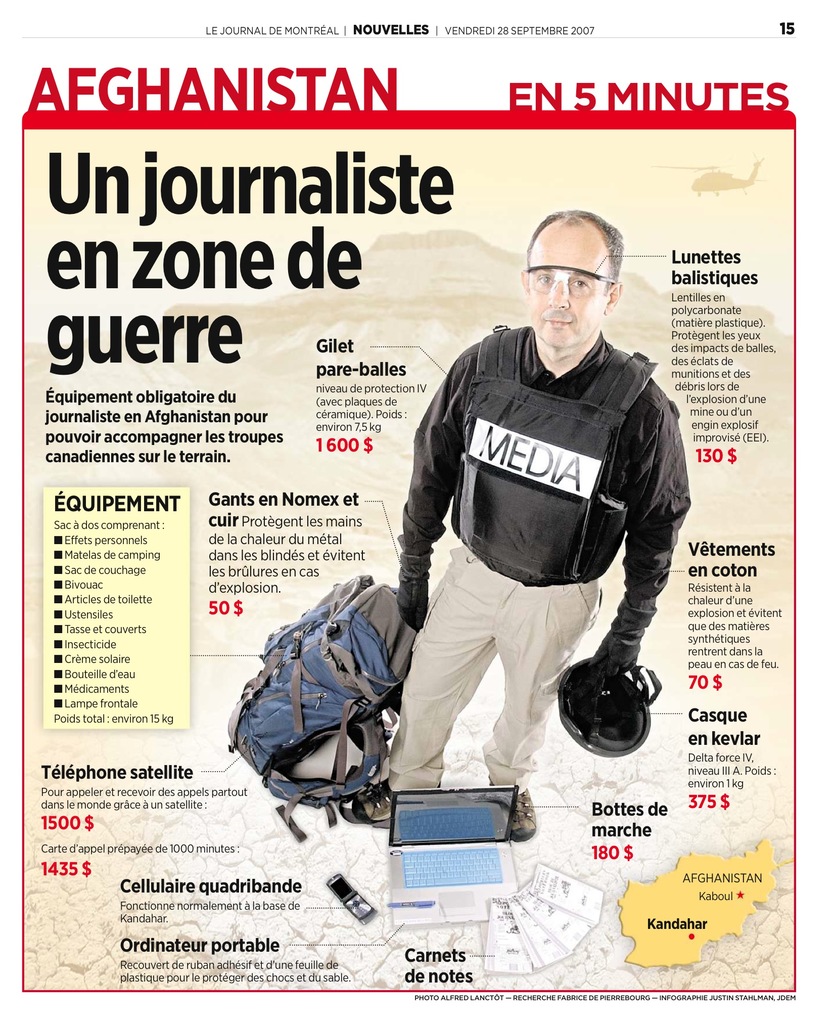 LE JOURNAL DE MONTRÉAL | NOUVELLES | VENDREDI 28 SEPTEMBRE 2007
15
AFGHANISTAN
EN 5 MINUTES
Un journaliste
en zone de
guerre
Équipement obligatoire du
journaliste en Afghanistan pour
pouvoir accompagner les troupes
canadiennes sur le terrain.
Gilet
pare-balles
niveau de protection IV
(avec plaques de
céramique). Poids :
environ 7,5 kg
1 600 $
Lunettes
balistiques
Lentilles en
polycarbonate
(matière plastique).
Protègent les yeux
des impacts de balles,
des éclats de
munitions et des
débris lors de
l'explosion d'une
mine ou d'un
engin explosif
improvisé (EEI).
130 $
MEDIA
ÉQUIPEMENT
Sac à dos comprenant :
■ Effets personnels
■ Matelas de camping
■ Sac de couchage
■ Bivouac
■ Articles de toilette
■ Ustensiles
■ Tasse et couverts
■ Insecticide
■ Crème solaire
■ Bouteille d'eau
■ Médicaments
■ Lampe frontale
Poids total : environ 15 kg
Gants en Nomex et
cuir Protègent les mains
de la chaleur du métal
dans les blindés et évitent
les brûlures en cas
d'explosion.
50 $
Vêtements
en coton
Résistent à la
chaleur d'une
explosion et évitent
que des matières
synthétiques
rentrent dans la
peau en cas de feu.
70 $
Casque
en kevlar
Delta force IV,
niveau III A. Poids :
environ 1 kg
375 $
Téléphone satellite
Pour appeler et recevoir des appels partout
dans le monde grâce à un satellite :
1500 $
Carte d'appel prépayée de 1000 minutes :
1435 $
Bottes de
marche
180 $
Cellulaire quadribande
Fonctionne normalement à la base de
Kandahar.
Ordinateur portable
Recouvert de ruban adhésif et d'une feuille de
plastique pour le protéger des chocs et du sable.
Carnets
de notes
AFGHANISTAN
Kaboul
Kandahar
PHOTO ALFRED LANCTÔT — RECHERCHE FABRICE DE PIERREBOURG — INFOGRAPHIE JUSTIN STAHLMAN, JDEM